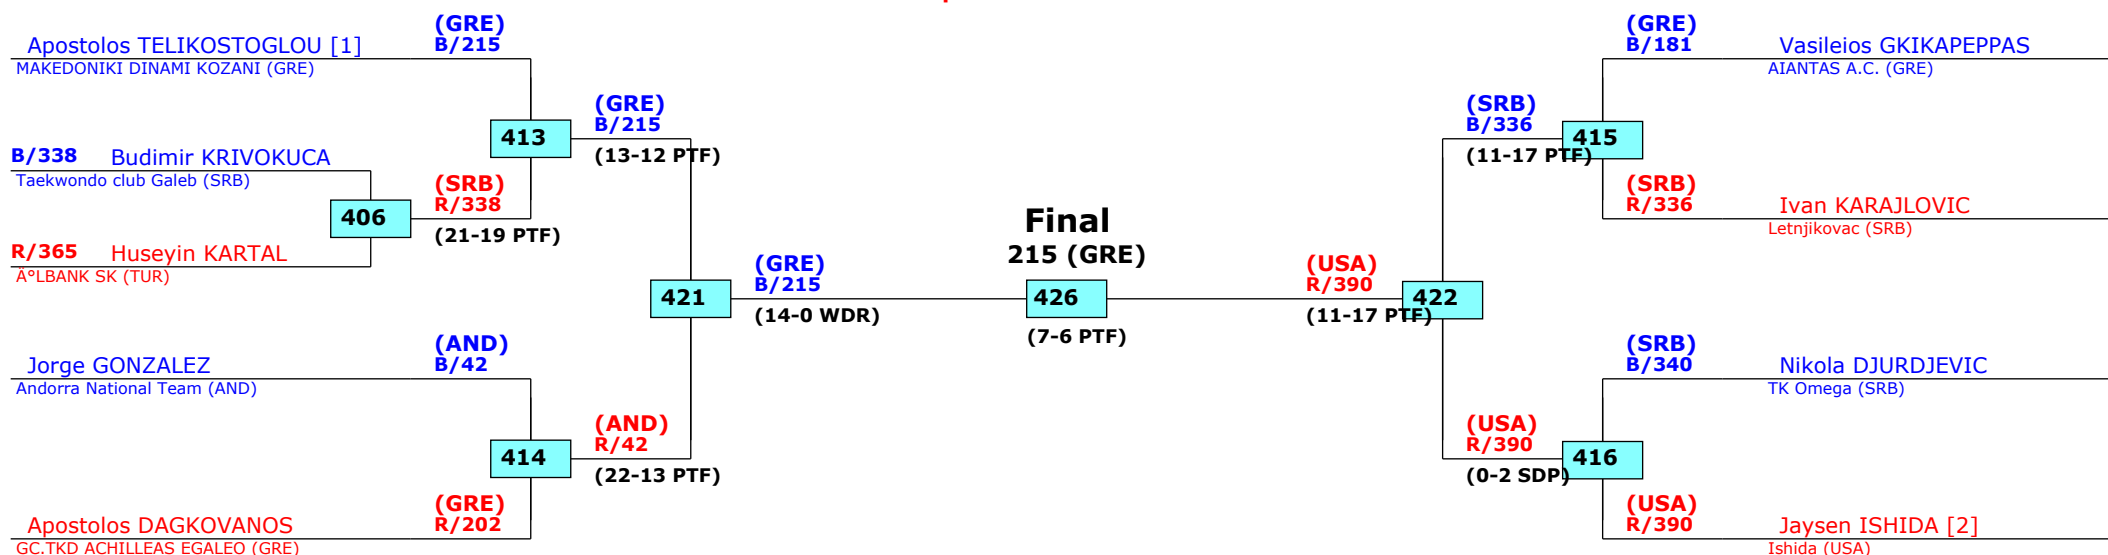 (GRE)
Apostolos TELIKOSTOGLOU [1] B/215
MAKEDONIKI DINAMI KOZANI (GRE)
(GRE)
B/215
413
(13-12 PTF)
B/338 Budimir KRIVOKUCA
Taekwondo club Galeb (SRB)
(SRB)
R/338
406
(21-19 PTF)
R/365 Huseyin KARTAL
Ä°LBANK SK (TUR)
(GRE)
B/215
421
(14-0 WDR)
(AND)
Jorge GONZALEZ B/42
Andorra National Team (AND)
(AND)
R/42
414
(22-13 PTF)
(GRE)
Apostolos DAGKOVANOS R/202
GC.TKD ACHILLEAS EGALEO (GRE)
Final
215 (GRE)
426
(7-6 PTF)
(GRE)
B/181 Vasileios GKIKAPEPPAS
AIANTAS A.C. (GRE)
(SRB)
B/336
415
(11-17 PTF)
(SRB)
R/336 Ivan KARAJLOVIC
Letnjikovac (SRB)
(USA)
R/390
422
(11-17 PTF)
(SRB)
B/340 Nikola DJURDJEVIC
TK Omega (SRB)
(USA)
R/390
416
(0-2 SDP)
(USA)
R/390 Jaysen ISHIDA [2]
Ishida (USA)